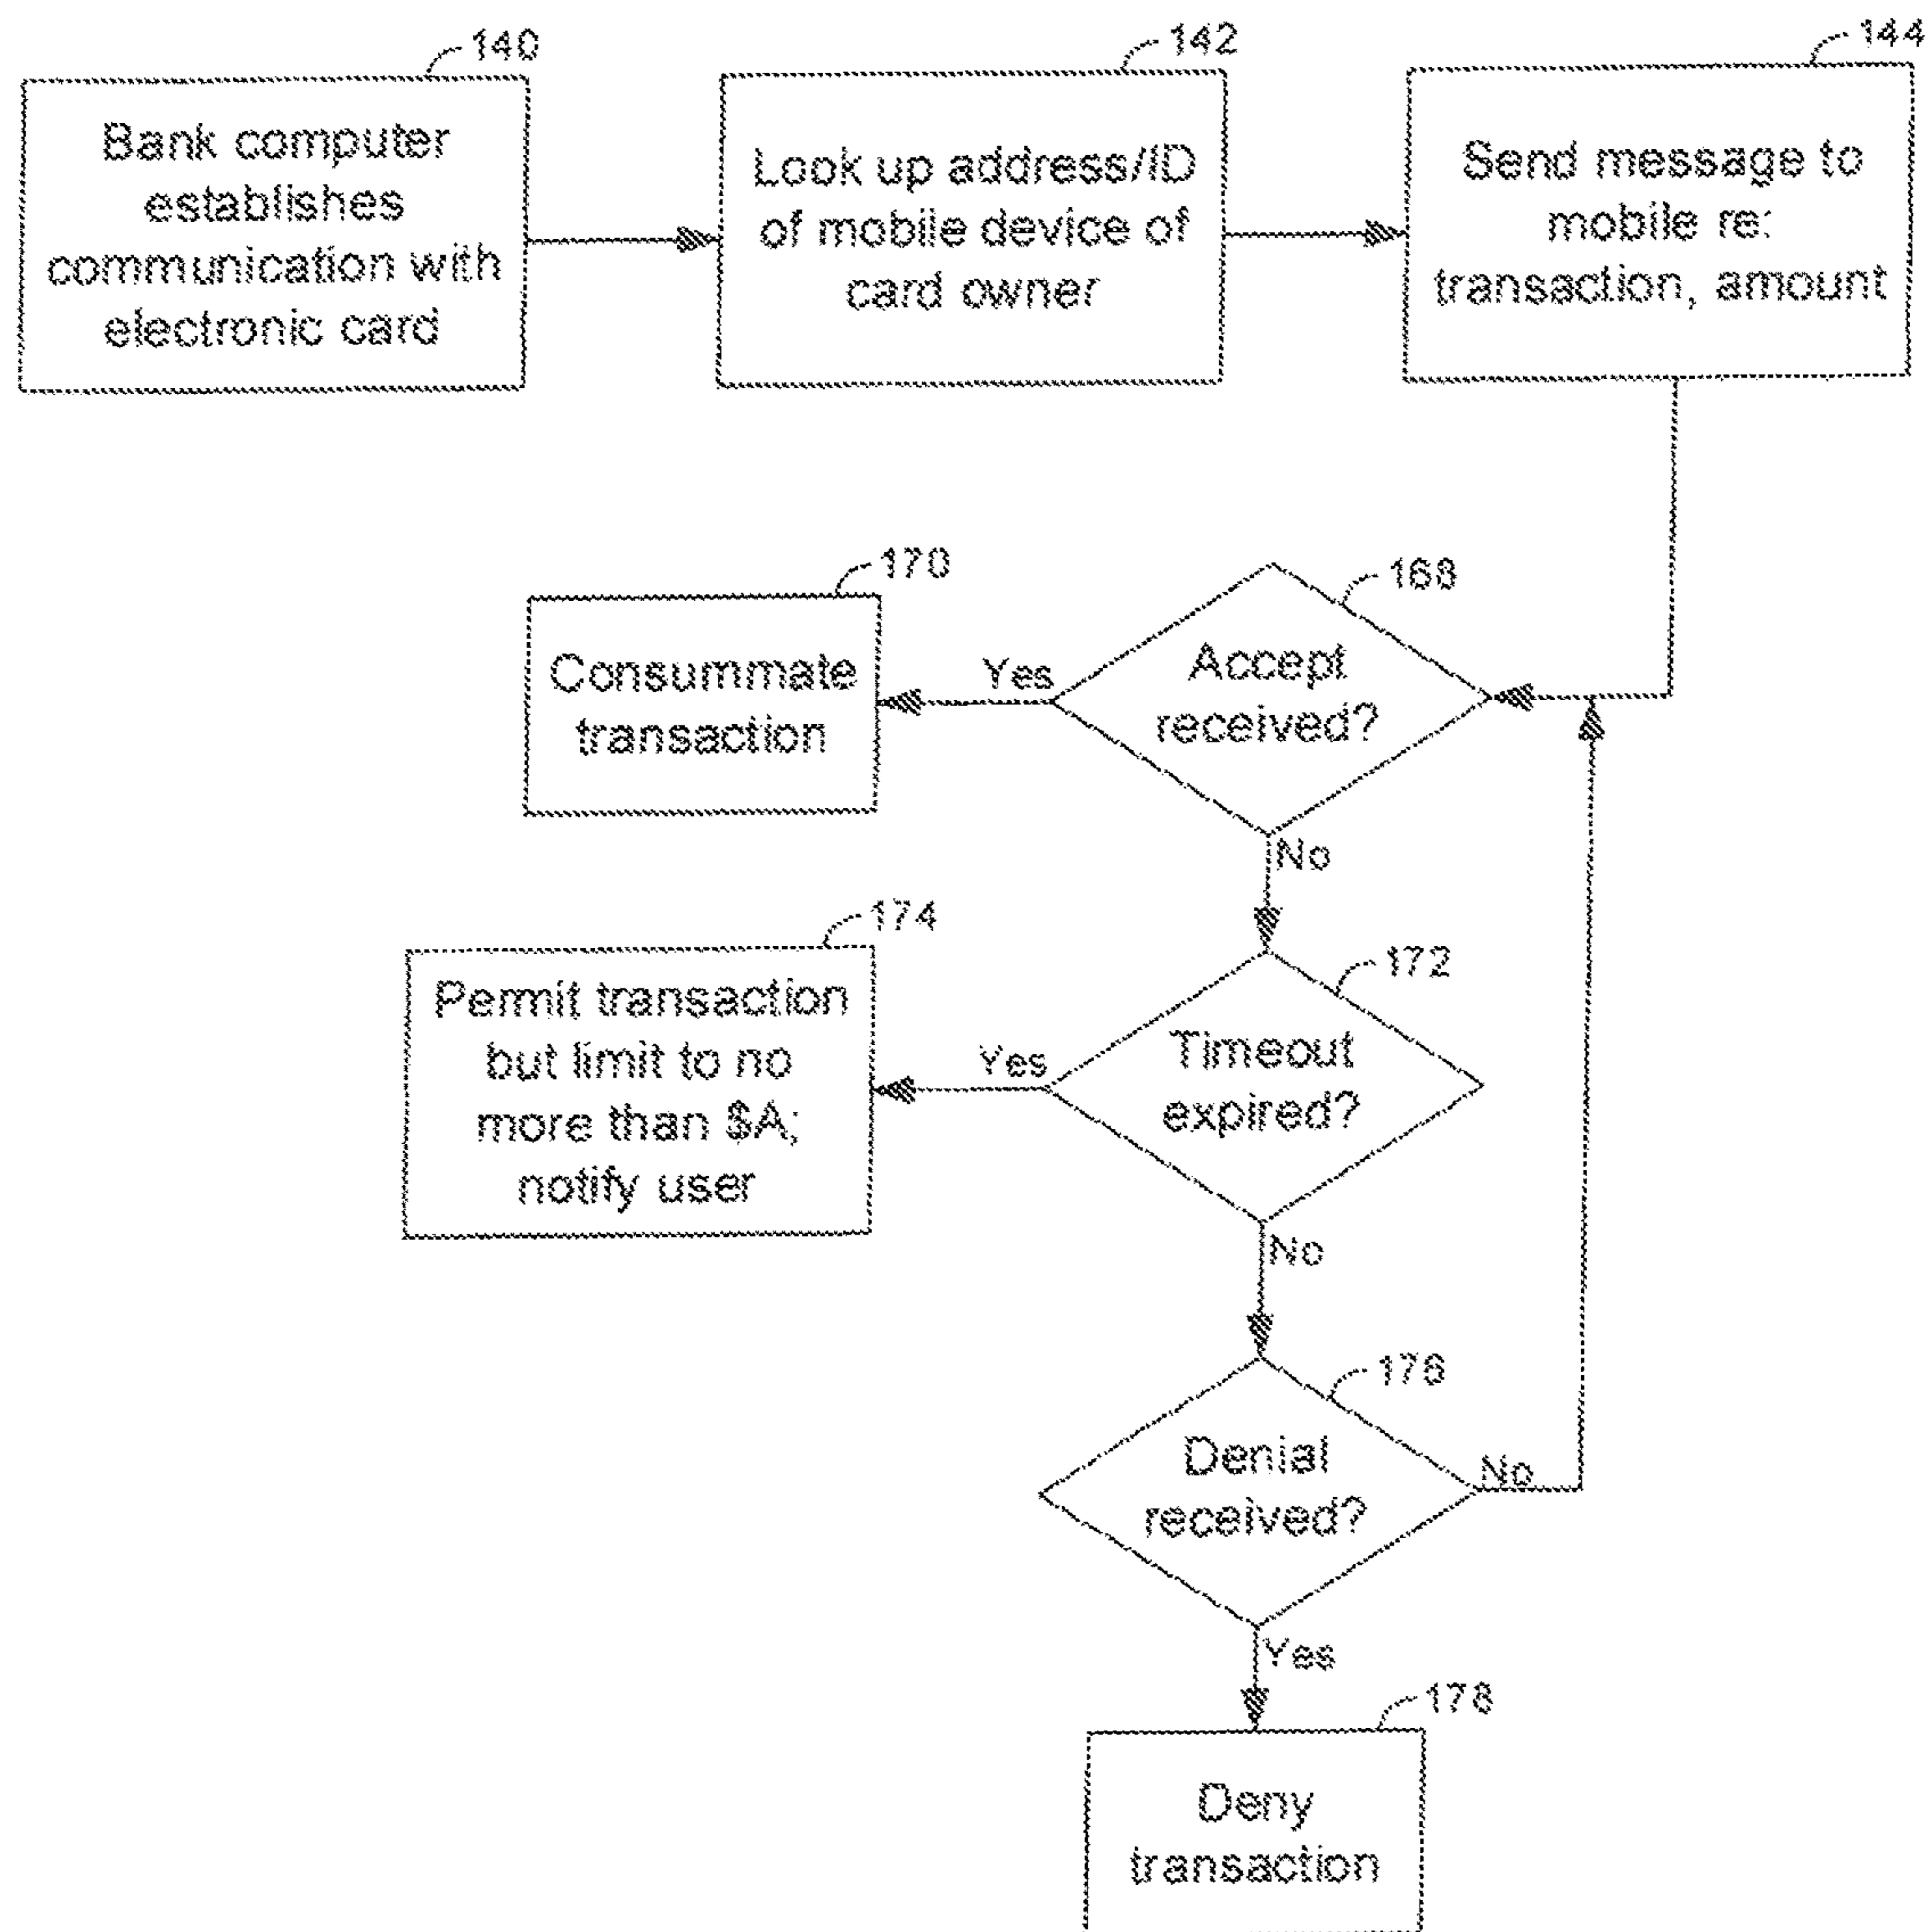 140
Bank computer
establishes
communication with
electronic card
142
Look up address/ID
of mobile device of
card owner
144
Send message to
mobile re:
transaction, amount
170
Consummate
transaction
Yes
168
Accept
received?
No
174
Permit transaction
but limit to no
more than $A;
notify user
Yes
172
Timeout
expired?
No
176
Denial
received?
No
Yes
178
Deny
transaction